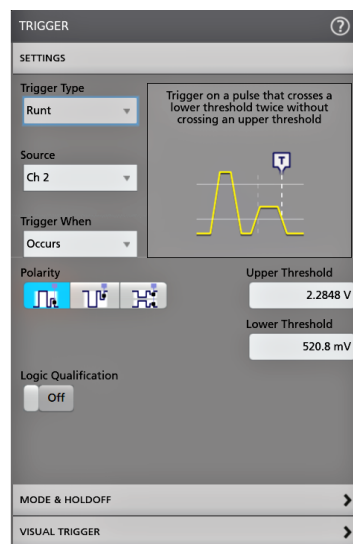 TRIGGER
?
SETTINGS
Trigger Type
Runt
Trigger on a pulse that crosses a
lower threshold twice without
crossing an upper threshold
T
Source
Ch 2
Trigger When
Occurs
Polarity
Upper Threshold
2.2848 V
Lower Threshold
520.8 mV
Logic Qualification
Off
MODE & HOLDOFF
VISUAL TRIGGER